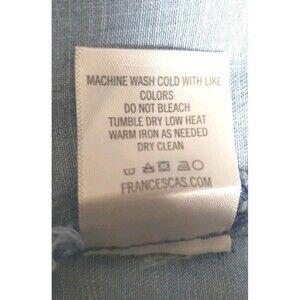 MACHINE WASH COLD WITH LIKE
COLORS
DO NOT BLEACH
TUMBLE DRY LOW HEAT
WARM IRON AS NEEDED
DRY CLEAN
FRANCESCAS.COM